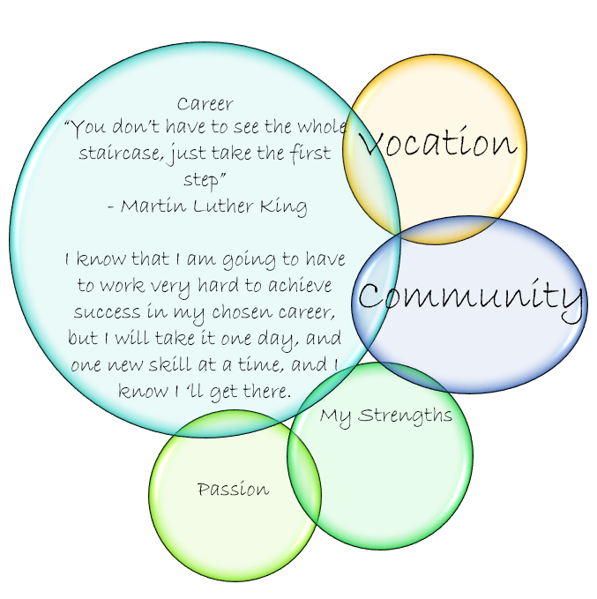 Career
“You don’t have to see the whole
staircase, just take the first
step”
- Martin Luther King
I know that I am going to have
to work very hard to achieve
success in my chosen career,
but I will take it one day, and
one new skill at a time, and I
know I ‘ll get there.
Vocation
Community
My Strengths
Passion